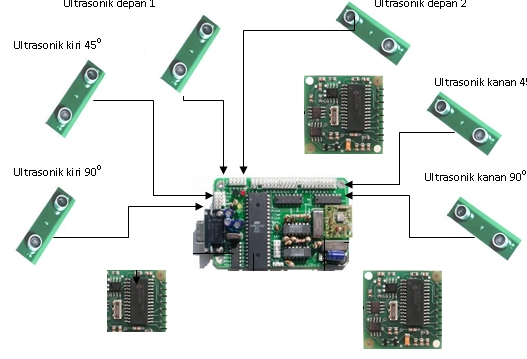 Ultrasonik depan 1
Ultrasonik depan 2
Ultrasonik kiri 45°
Ultrasonik kanan 45
Ultrasonik kiri 90°
Ultrasonik kanan 90°